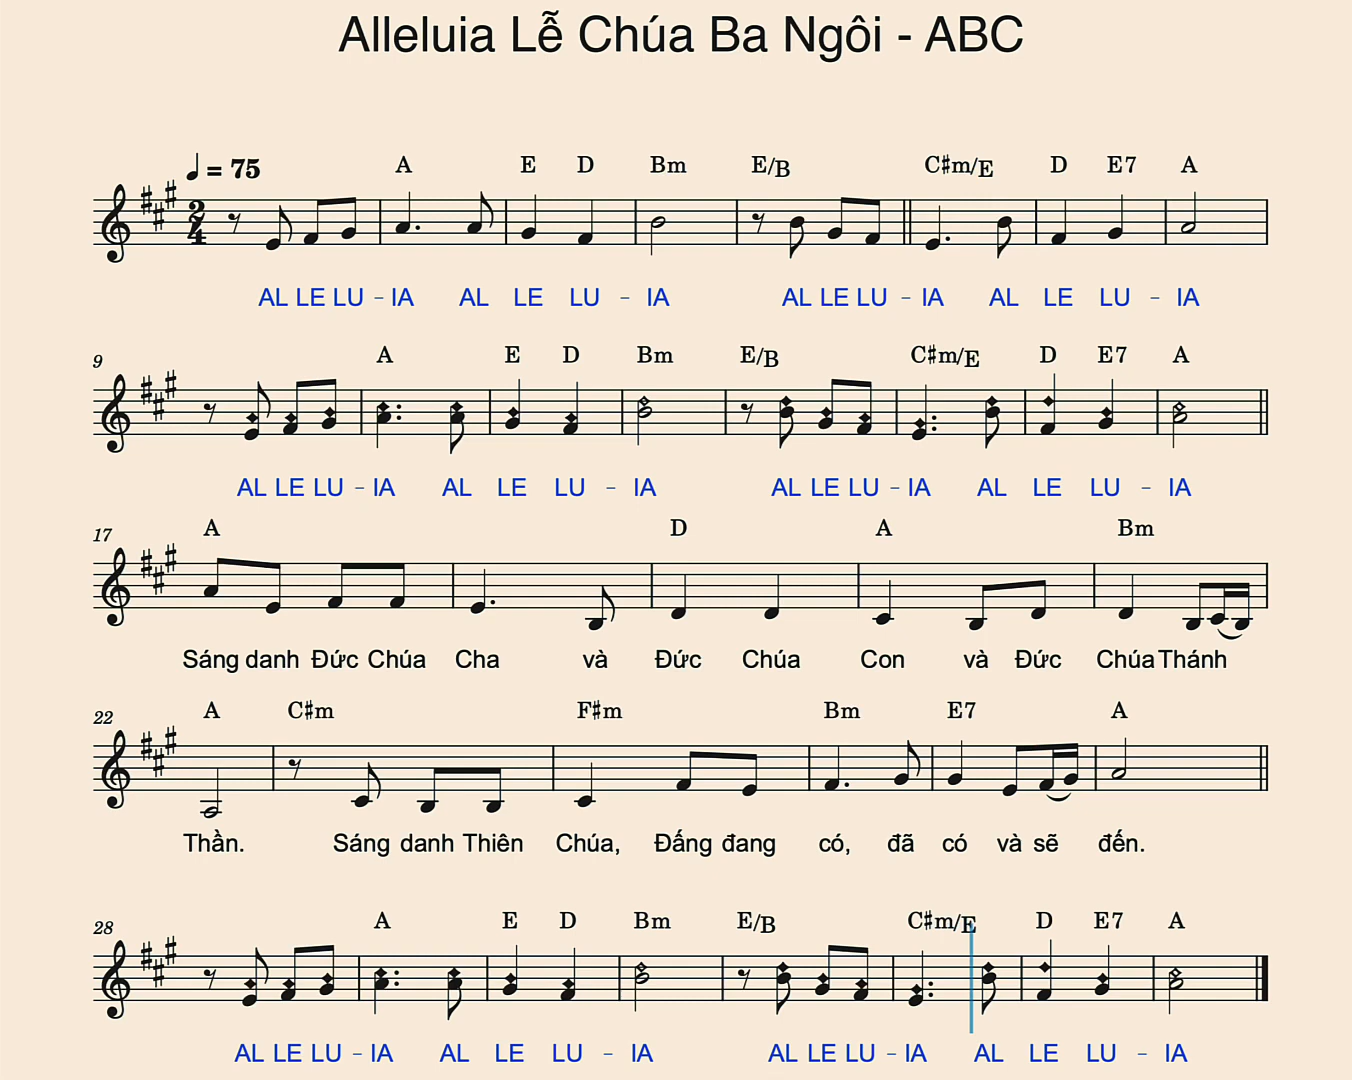 Alleluia Lễ Chúa Ba Ngôi - ABC
♩ = 75
A E D Bm E/B C♯m/E D E7 A
2
4
AL LE LU - IA AL LE LU - IA AL LE LU - IA AL LE LU - IA
9
A E D Bm E/B C♯m/E D E7 A
AL LE LU - IA AL LE LU - IA AL LE LU - IA AL LE LU - IA
17
A D A Bm
Sáng danh Đức Chúa Cha và Đức Chúa Con và Đức Chúa Thánh
22
A C♯m F♯m Bm E7 A
Thần. Sáng danh Thiên Chúa, Đấng đang có, đã có và sẽ đến.
28
A E D Bm E/B C♯m/E D E7 A
AL LE LU - IA AL LE LU - IA AL LE LU - IA AL LE LU - IA